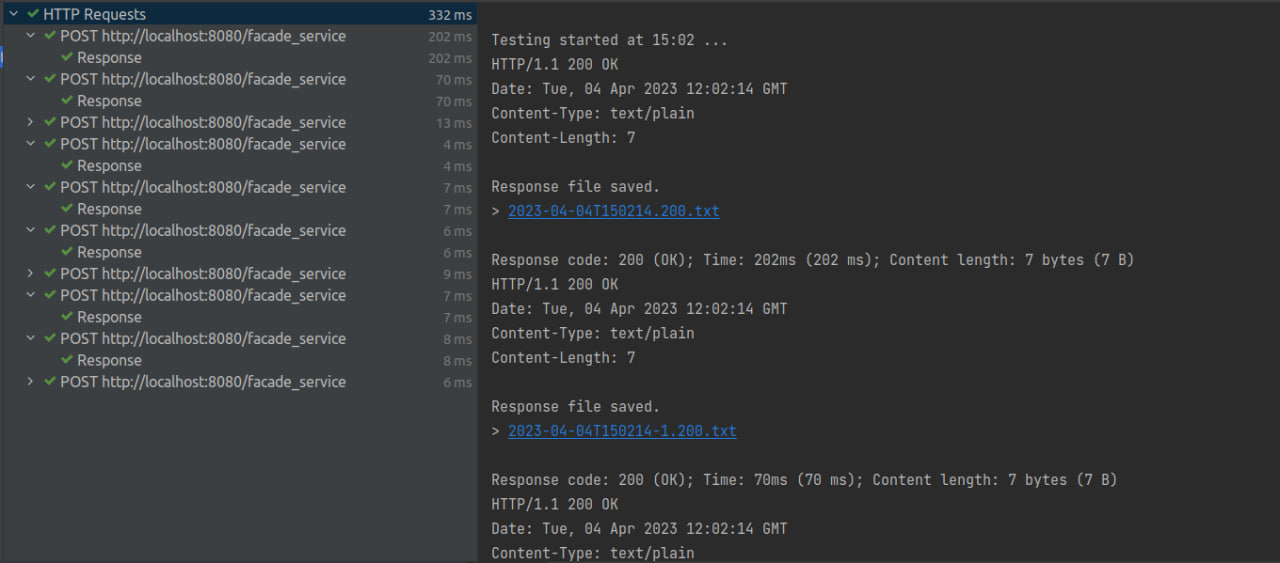 HTTP Requests 332 ms
POST http://localhost:8080/facade_service 202 ms
Response 202 ms
POST http://localhost:8080/facade_service 70 ms
Response 70 ms
POST http://localhost:8080/facade_service 13 ms
POST http://localhost:8080/facade_service 4 ms
Response 4 ms
POST http://localhost:8080/facade_service 7 ms
Response 7 ms
POST http://localhost:8080/facade_service 6 ms
Response 6 ms
POST http://localhost:8080/facade_service 9 ms
POST http://localhost:8080/facade_service 7 ms
Response 7 ms
POST http://localhost:8080/facade_service 8 ms
Response 8 ms
POST http://localhost:8080/facade_service 6 ms
Testing started at 15:02 ...
HTTP/1.1 200 OK
Date: Tue, 04 Apr 2023 12:02:14 GMT
Content-Type: text/plain
Content-Length: 7
Response file saved.
> 2023-04-04T150214.200.txt
Response code: 200 (OK); Time: 202ms (202 ms); Content length: 7 bytes (7 B)
HTTP/1.1 200 OK
Date: Tue, 04 Apr 2023 12:02:14 GMT
Content-Type: text/plain
Content-Length: 7
Response file saved.
> 2023-04-04T150214-1.200.txt
Response code: 200 (OK); Time: 70ms (70 ms); Content length: 7 bytes (7 B)
HTTP/1.1 200 OK
Date: Tue, 04 Apr 2023 12:02:14 GMT
Content-Type: text/plain